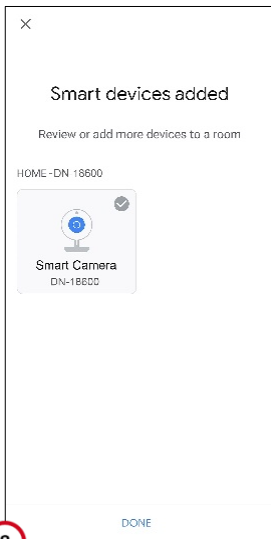 Smart devices added
Review or add more devices to a room
HOME-DN 18600
Smart Camera
DN-18600
DONE